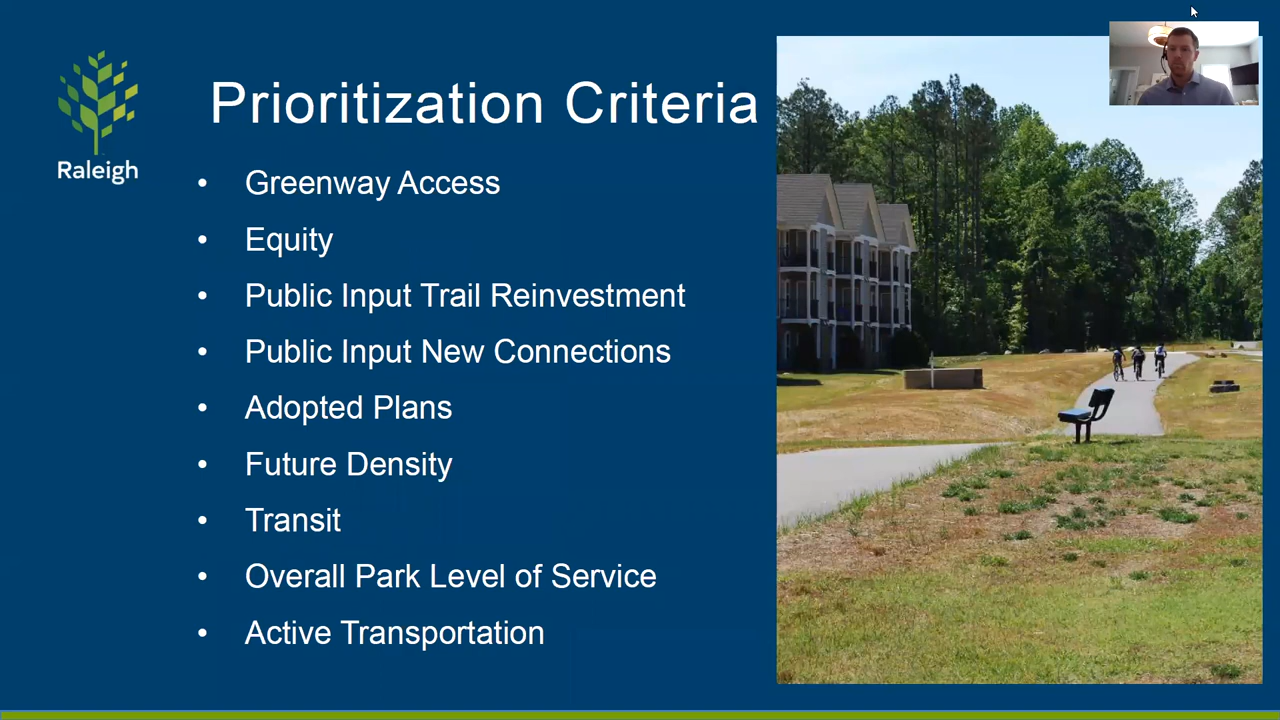 Raleigh
Prioritization Criteria
• Greenway Access
• Equity
• Public Input Trail Reinvestment
• Public Input New Connections
• Adopted Plans
• Future Density
• Transit
• Overall Park Level of Service
• Active Transportation